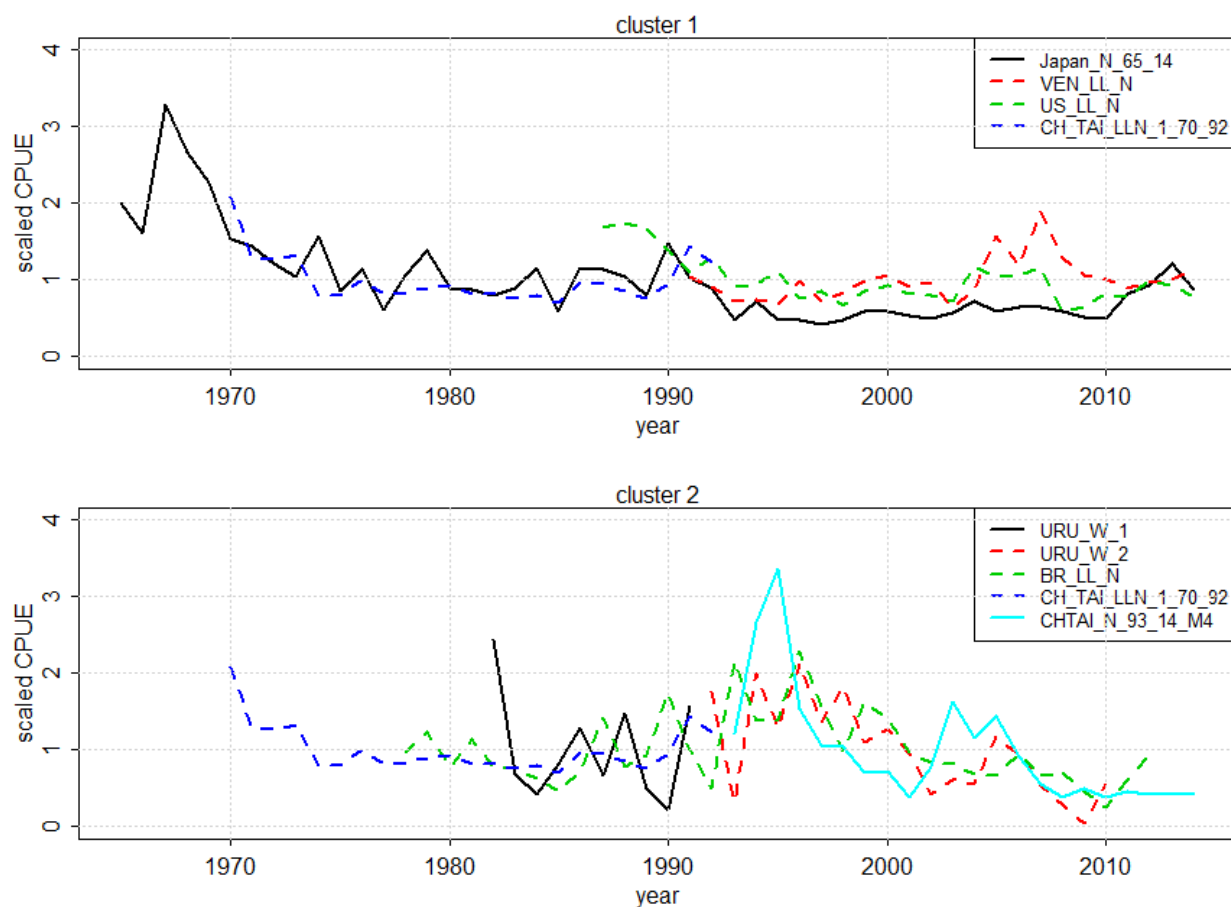 cluster 1
4
3
2
1
0
scaled CPUE
Japan_N_65_14
VEN_LL_N
US_LL_N
CH_TAI_LLN_1_70_92
1970 1980 1990 2000 2010
year
cluster 2
4
3
2
1
0
scaled CPUE
URU_W_1
URU_W_2
BR_LL_N
CH_TAI_LLN_1_70_92
CHTAI_N_93_14_M4
1970 1980 1990 2000 2010
year